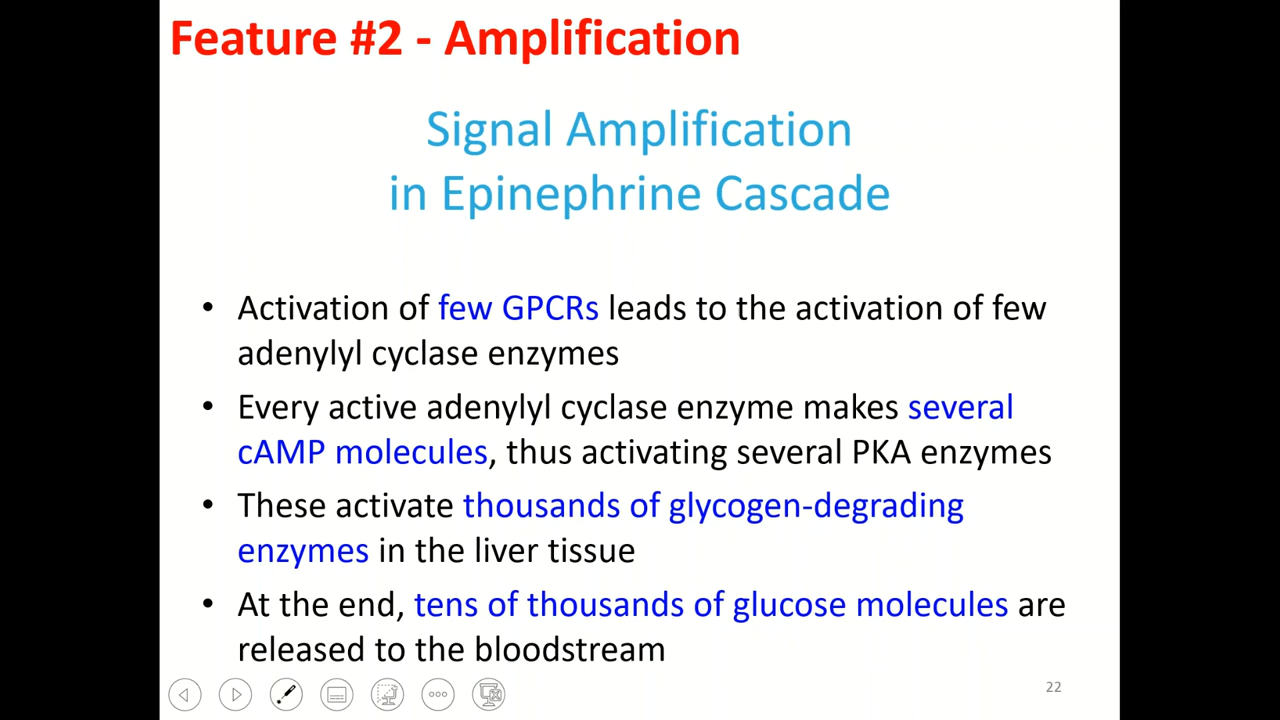 Feature #2 - Amplification
Signal Amplification
in Epinephrine Cascade
• Activation of few GPCRs leads to the activation of few
adenylyl cyclase enzymes
• Every active adenylyl cyclase enzyme makes several
cAMP molecules, thus activating several PKA enzymes
• These activate thousands of glycogen-degrading
enzymes in the liver tissue
• At the end, tens of thousands of glucose molecules are
released to the bloodstream
22